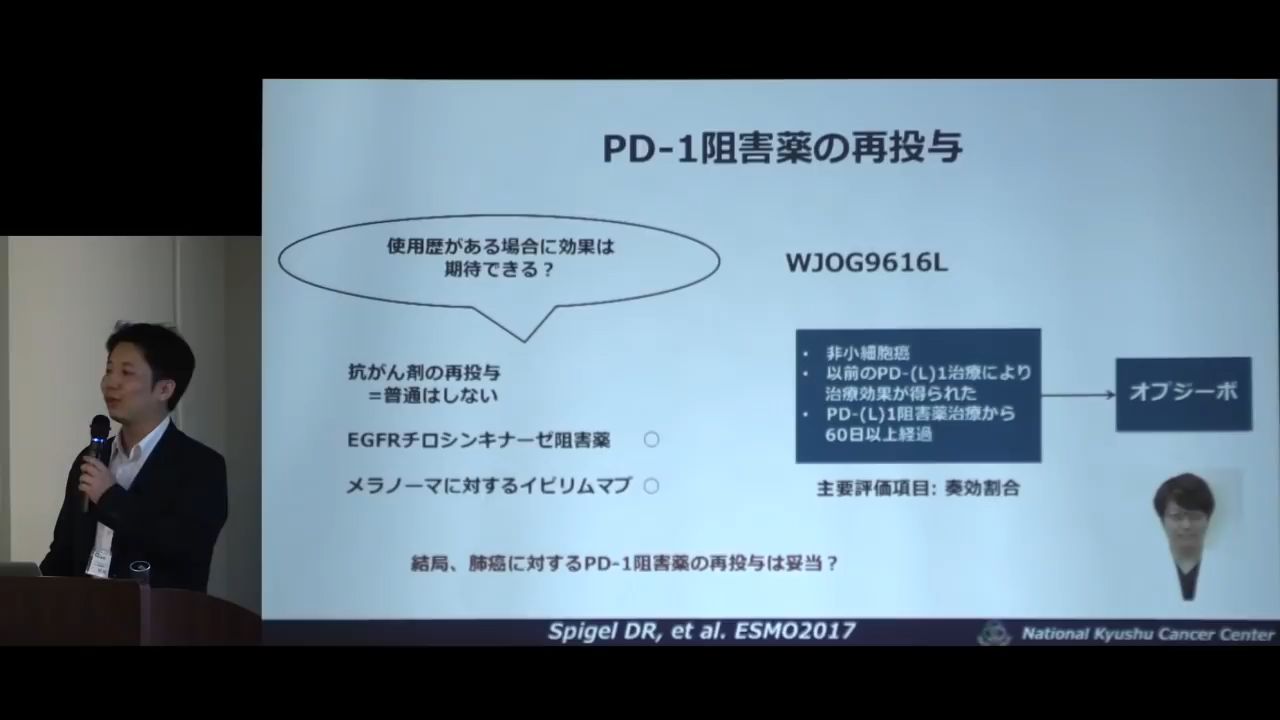 PD-1阻害薬の再投与
使用歴がある場合に効果は
期待できる？
抗がん剤の再投与
＝普通はしない
EGFRチロシンキナーゼ阻害薬 ○
メラノーマに対するイピリムマブ ○
WJOG9616L
・ 非小細胞癌
・ 以前のPD-(L)1治療により
治療効果が得られた
・ PD-(L)1阻害薬治療から
60日以上経過
オプジーボ
主要評価項目: 奏効割合
結局、肺癌に対するPD-1阻害薬の再投与は妥当？
Spigel DR, et al. ESMO2017
National Kyushu Cancer Center